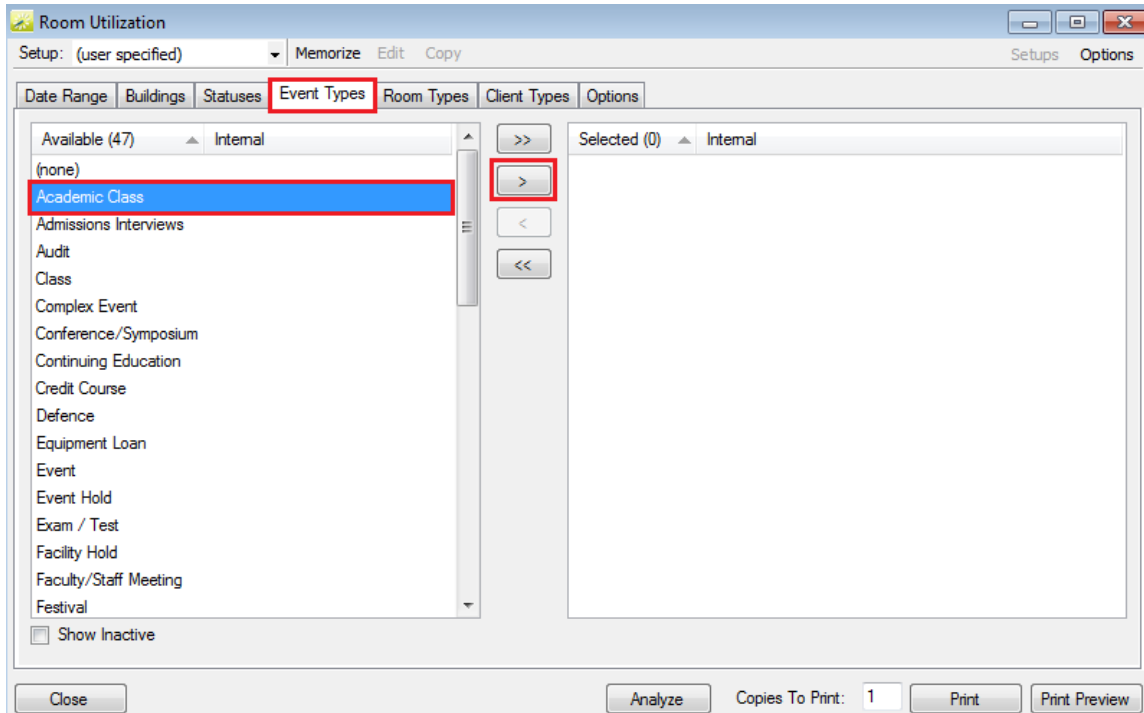 Room Utilization
Setup: (user specified) Memorize Edit Copy Setups Options
Date Range Buildings Statuses Event Types Room Types Client Types Options
Available (47) Internal >> Selected (0) Internal
(none)
>
Academic Class
Admissions Interviews
<
Audit
<<
Class
Complex Event
Conference/Symposium
Continuing Education
Credit Course
Defence
Equipment Loan
Event
Event Hold
Exam / Test
Facility Hold
Faculty/Staff Meeting
Festival
Show Inactive
Close Analyze Copies To Print: 1 Print Print Preview